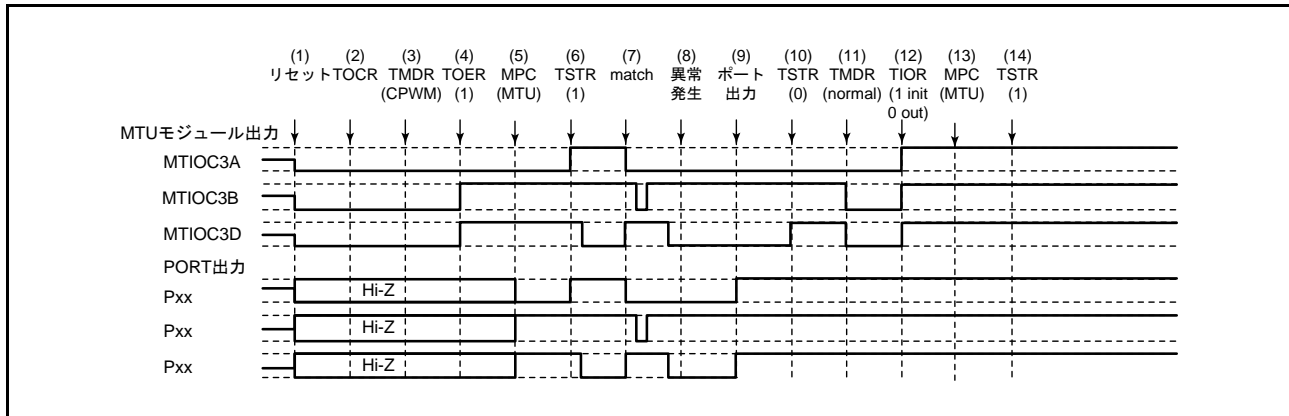 (1) (2) (3) (4) (5) (6) (7) (8) (9) (10) (11) (12) (13) (14)
リセット TOCR TMDR TOER MPC TSTR match 異常 ポート TSTR TMDR TIOR MPC TSTR
(CPWM) (1) (MTU) (1) 発生 出力 (0) (normal) (1 init (MTU) (1)
0 out)
MTUモジュール出力
MTIOC3A
MTIOC3B
MTIOC3D
PORT出力
Pxx Hi-Z
Pxx Hi-Z
Pxx Hi-Z